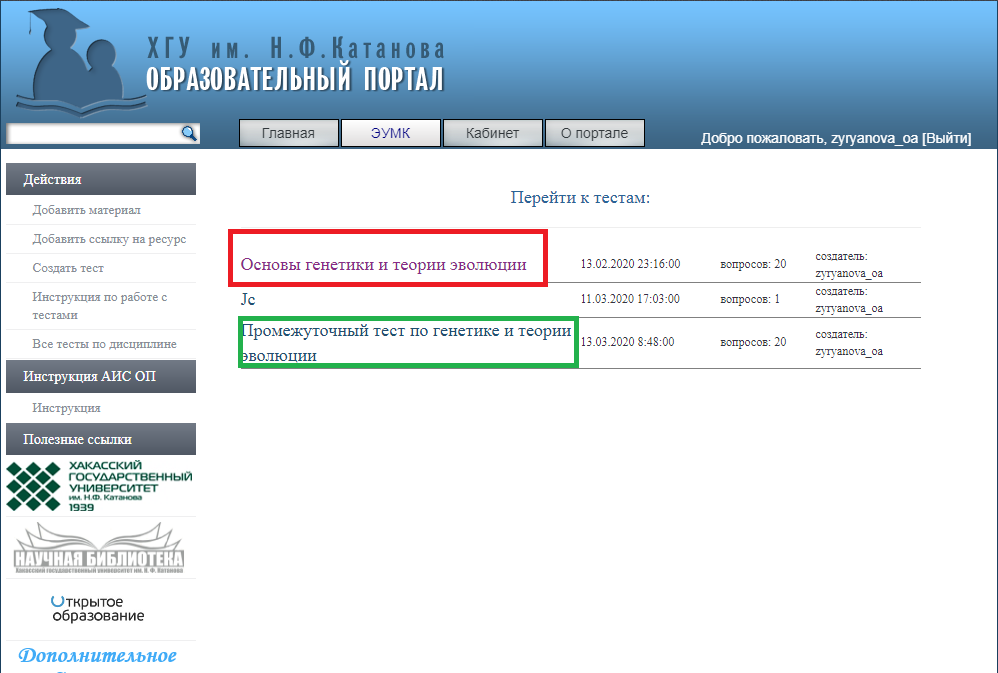 ХГУ им. Н.Ф.Катанова
ОБРАЗОВАТЕЛЬНЫЙ ПОРТАЛ
Главная
ЭУМК
Кабинет
О портале
Добро пожаловать, zyryanova_oa [Выйти]
Действия
Добавить материал
Добавить ссылку на ресурс
Создать тест
Инструкция по работе с
тестами
Все тесты по дисциплине
Инструкция АИС ОП
Инструкция
Полезные ссылки
ХАКАССКИЙ
ГОСУДАРСТВЕННЫЙ
УНИВЕРСИТЕТ
им. Н.Ф. Катанова
1939
НАУЧНАЯ БИБЛИОТЕКА
Хакасский государственный университет им. Н. Ф. Катанова
Открытое
образование
Дополнительное
Перейти к тестам:
Основы генетики и теории эволюции
13.02.2020 23:16:00
вопросов: 20
создатель:
zyryanova_oa
Jc
11.03.2020 17:03:00
вопросов: 1
создатель:
zyryanova_oa
Промежуточный тест по генетике и теории
эволюции
13.03.2020 8:48:00
вопросов: 20
создатель:
zyryanova_oa